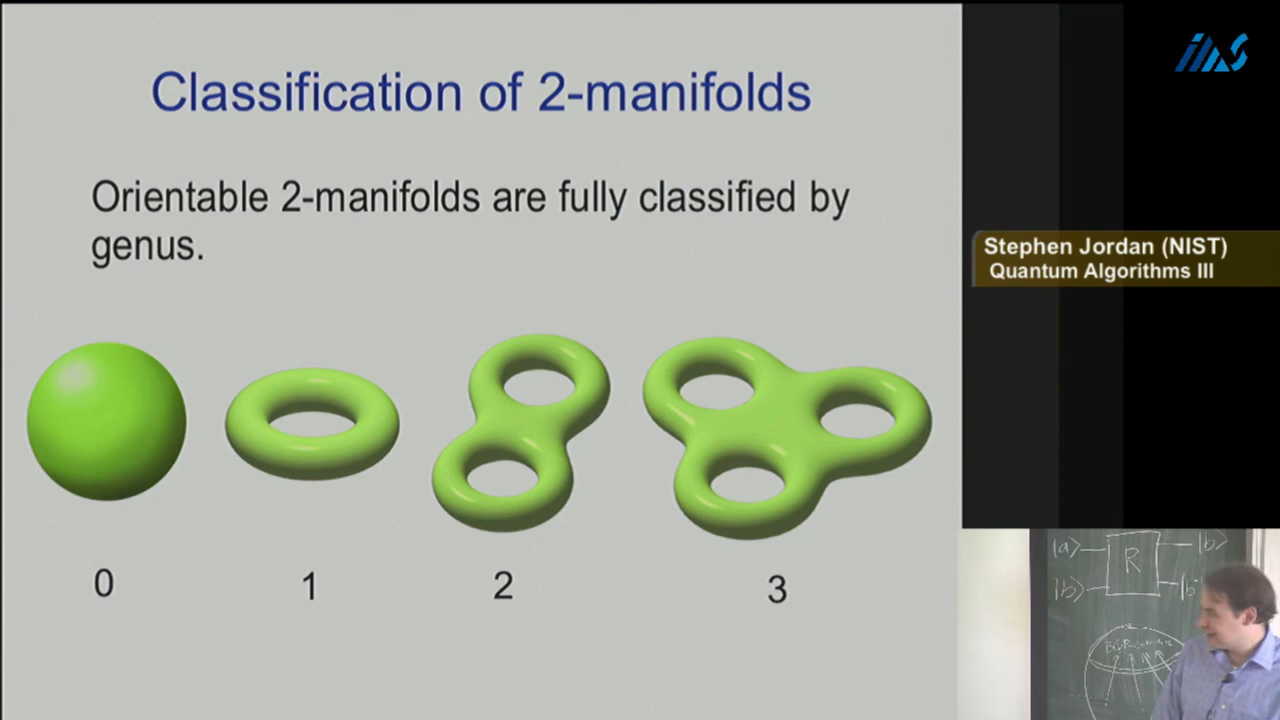 Classification of 2-manifolds
Orientable 2-manifolds are fully classified by
genus.
0 1 2 3
Stephen Jordan (NIST)
Quantum Algorithms III
|a⟩ R |b⟩
|b⟩